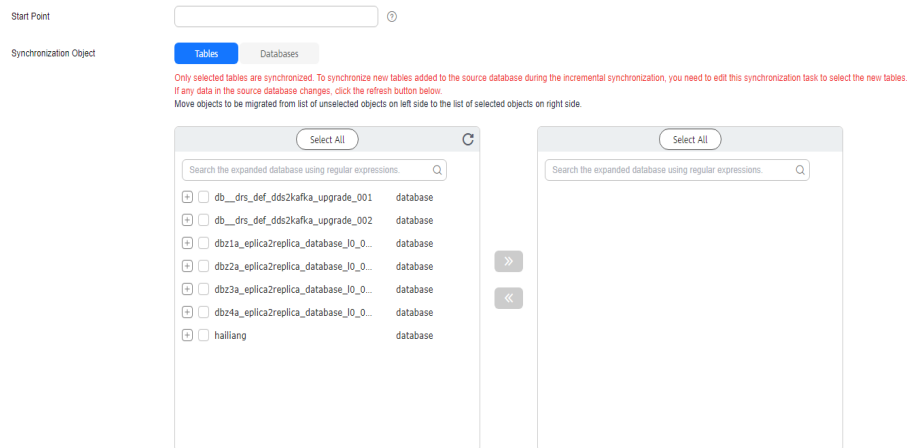 Start Point
Synchronization Object
Tables
Databases
Only selected tables are synchronized. To synchronize new tables added to the source database during the incremental synchronization, you need to edit this synchronization task to select the new tables.
If any data in the source database changes, click the refresh button below.
Move objects to be migrated from list of unselected objects on left side to the list of selected objects on right side.
Select All
Select All
Search the expanded database using regular expressions.
Search the expanded database using regular expressions.
db__drs_def_dds2kafka_upgrade_001 database
db__drs_def_dds2kafka_upgrade_002 database
dbz1a_eplica2replica_database_l0_0... database
dbz2a_eplica2replica_database_l0_0... database
dbz3a_eplica2replica_database_l0_0... database
dbz4a_eplica2replica_database_l0_0... database
hailiang database